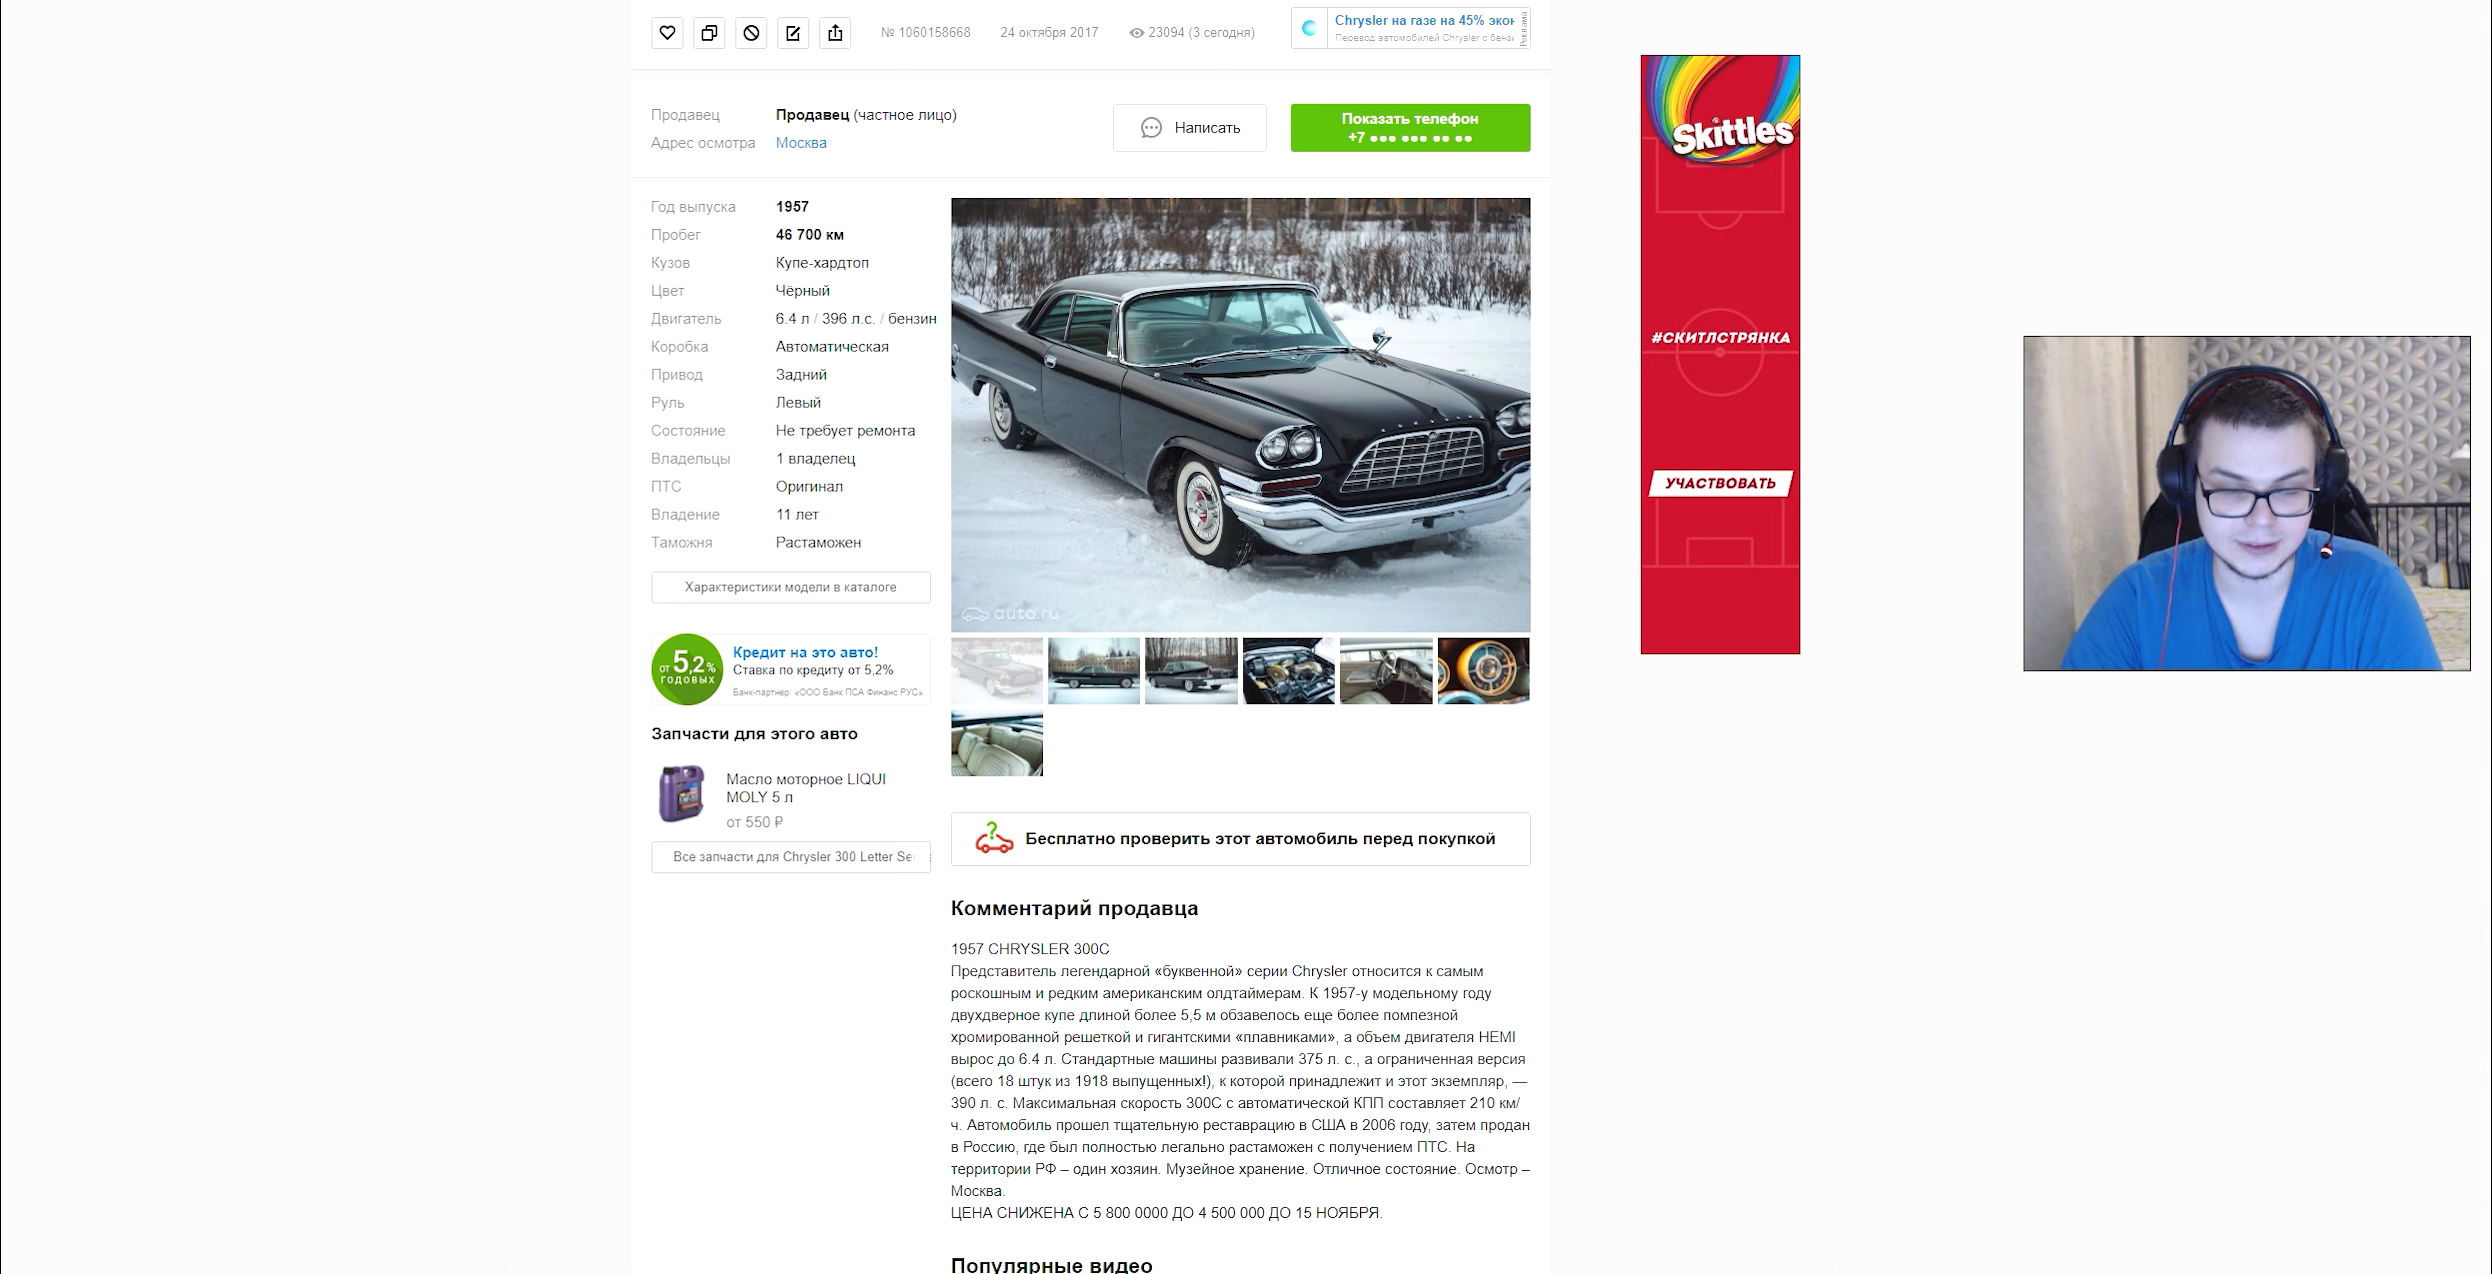 № 1060158668 24 октября 2017 23094 (3 сегодня)
Chrysler на газе на 45% экон
Перевод автомобилей Chrysler с бензи
Реклама
Продавец Продавец (частное лицо)
Адрес осмотра Москва
Написать
Показать телефон
+7 ●●● ●●● ●● ●●
Год выпуска 1957
Пробег 46 700 км
Кузов Купе-хардтоп
Цвет Чёрный
Двигатель 6.4 л / 396 л.с. / бензин
Коробка Автоматическая
Привод Задний
Руль Левый
Состояние Не требует ремонта
Владельцы 1 владелец
ПТС Оригинал
Владение 11 лет
Таможня Растаможен
Характеристики модели в каталоге
от 5,2%
годовых
Кредит на это авто!
Ставка по кредиту от 5,2%
Банк-партнер: «ООО Банк ПСА Финанс РУС»
Запчасти для этого авто
Масло моторное LIQUI
MOLY 5 л
от 550 ₽
Все запчасти для Chrysler 300 Letter Se
auto.ru
Бесплатно проверить этот автомобиль перед покупкой
Комментарий продавца
1957 CHRYSLER 300C
Представитель легендарной «буквенной» серии Chrysler относится к самым
роскошным и редким американским олдтаймерам. К 1957-у модельному году
двухдверное купе длиной более 5,5 м обзавелось еще более помпезной
хромированной решеткой и гигантскими «плавниками», а объем двигателя HEMI
вырос до 6.4 л. Стандартные машины развивали 375 л. с., а ограниченная версия
(всего 18 штук из 1918 выпущенных!), к которой принадлежит и этот экземпляр, —
390 л. с. Максимальная скорость 300C с автоматической КПП составляет 210 км/
ч. Автомобиль прошел тщательную реставрацию в США в 2006 году, затем продан
в Россию, где был полностью легально растаможен с получением ПТС. На
территории РФ – один хозяин. Музейное хранение. Отличное состояние. Осмотр –
Москва.
ЦЕНА СНИЖЕНА С 5 800 0000 ДО 4 500 000 ДО 15 НОЯБРЯ.
Популярные видео
Skittles
#СКИТЛСТРЯНКА
УЧАСТВОВАТЬ